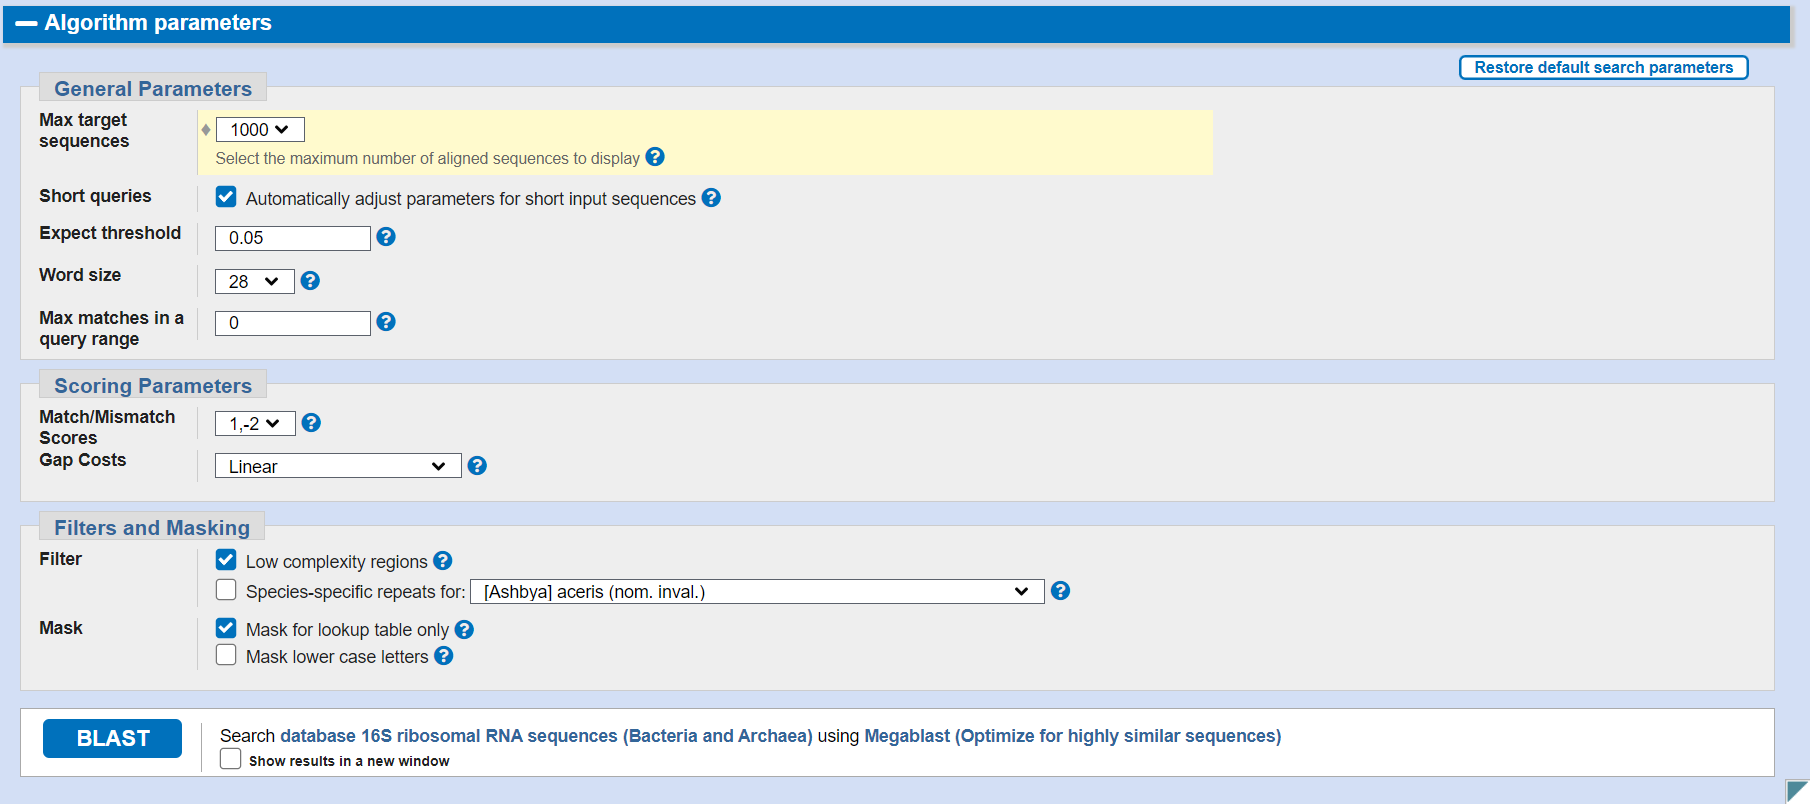 Algorithm parameters
Restore default search parameters
General Parameters
Max target
sequences
1000
Select the maximum number of aligned sequences to display ?
Short queries
Automatically adjust parameters for short input sequences ?
Expect threshold
0.05 ?
Word size
28 ?
Max matches in a
query range
0 ?
Scoring Parameters
Match/Mismatch
Scores
1,-2 ?
Gap Costs
Linear ?
Filters and Masking
Filter
Low complexity regions ?
Species-specific repeats for: [Ashbya] aceris (nom. inval.) ?
Mask
Mask for lookup table only ?
Mask lower case letters ?
BLAST
Search database 16S ribosomal RNA sequences (Bacteria and Archaea) using Megablast (Optimize for highly similar sequences)
Show results in a new window